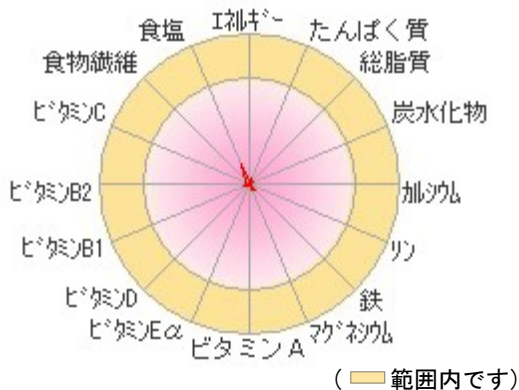 エネルギー
たんぱく質
総脂質
炭水化物
カルシウム
リン
鉄
マグネシウム
ビタミンA
ビタミンEα
ビタミンD
ビタミンB1
ビタミンB2
ビタミンC
食物繊維
食塩
( 範囲内です)